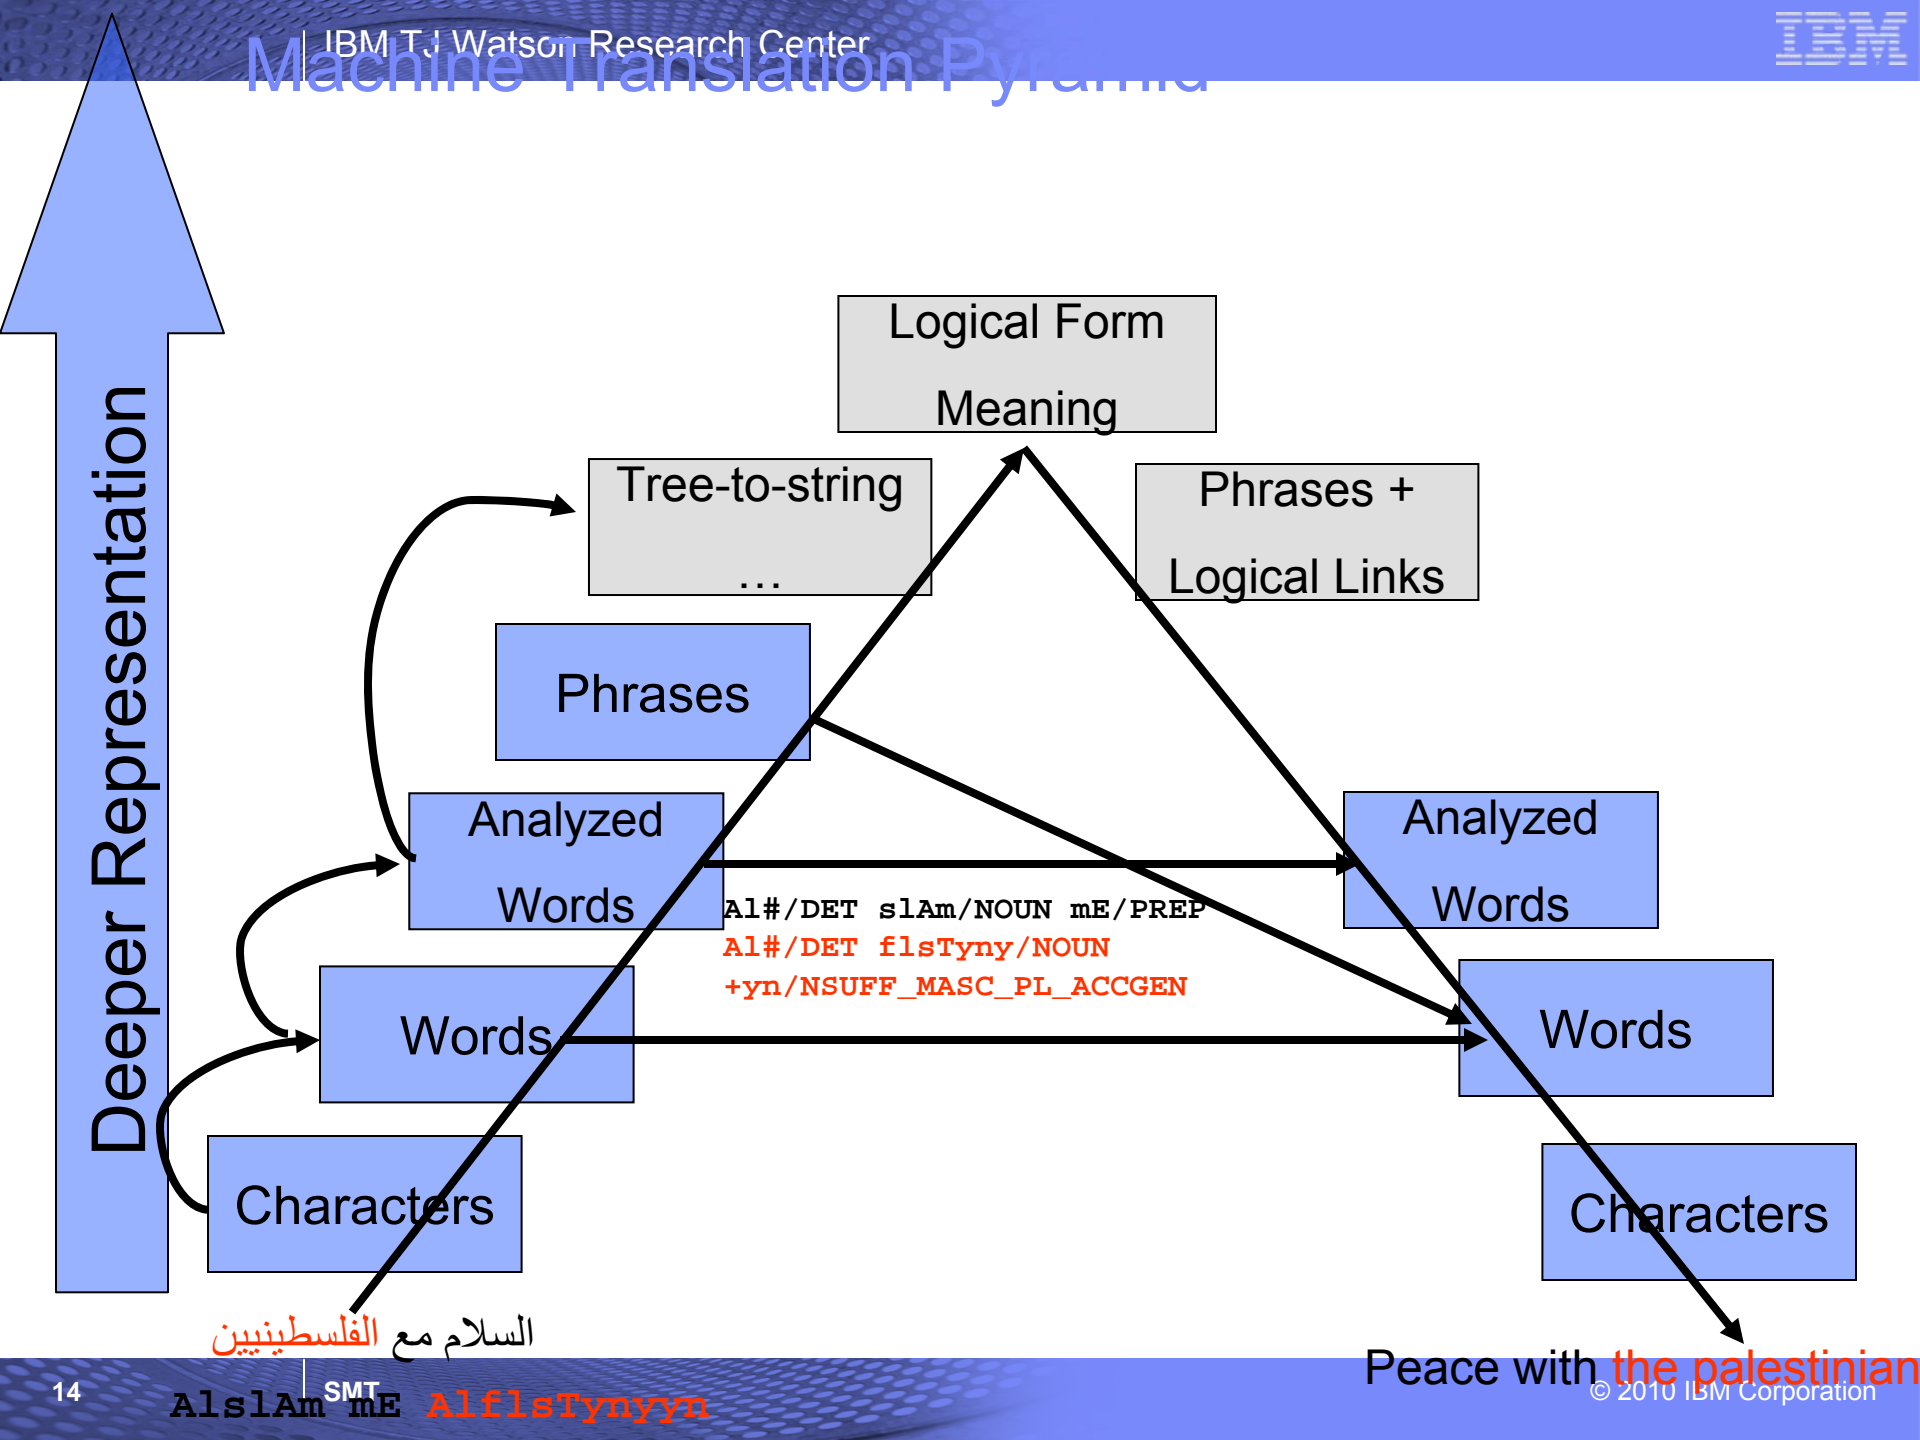 IBM TJ Watson Research Center
IBM
Machine Translation Pyramid
Deeper Representation
Logical Form
Meaning
Tree-to-string
…
Phrases +
Logical Links
Phrases
Analyzed
Words
Analyzed
Words
Al#/DET slAm/NOUN mE/PREP
Al#/DET flsTyny/NOUN
+yn/NSUFF_MASC_PL_ACCGEN
Words
Words
Characters
Characters
السلام مع الفلسطينيين
Peace with the palestinian
14
SMT
AlslAm mE AlflsTynyyn
© 2010 IBM Corporation